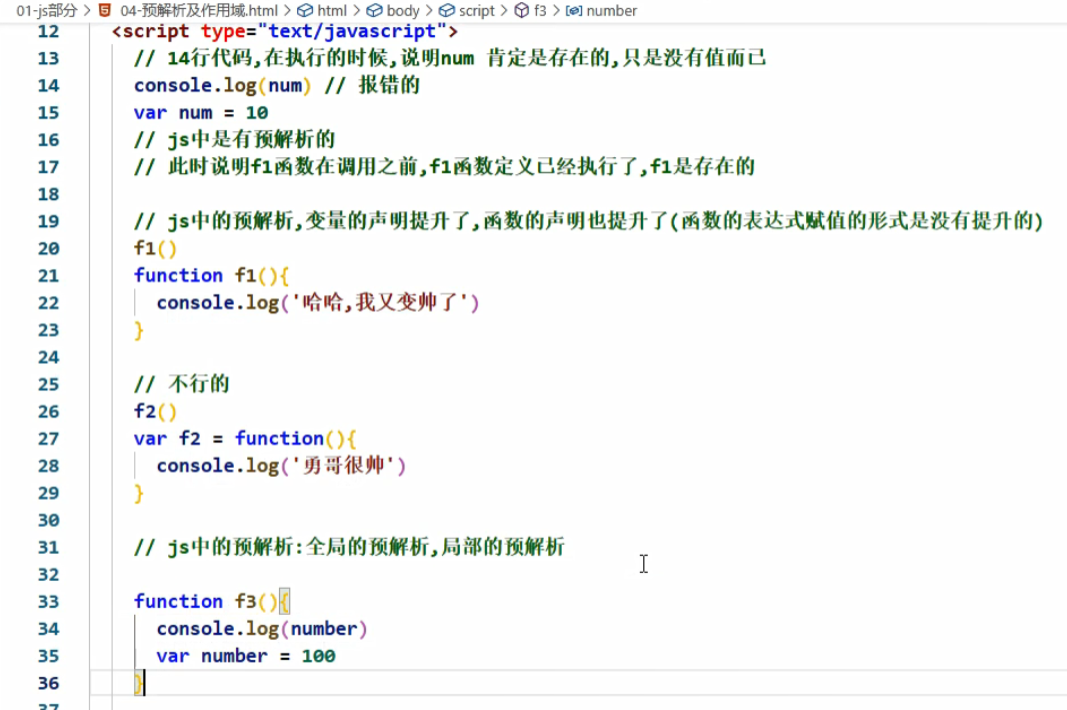 01-js部分 > 04-预解析及作用域.html > html > body > script > f3 > number
12 <script type="text/javascript">
13 // 14行代码,在执行的时候,说明num 肯定是存在的,只是没有值而已
14 console.log(num) // 报错的
15 var num = 10
16 // js中是有预解析的
17 // 此时说明f1函数在调用之前,f1函数定义已经执行了,f1是存在的
18
19 // js中的预解析,变量的声明提升了,函数的声明也提升了(函数的表达式赋值的形式是没有提升的)
20 f1()
21 function f1(){
22 console.log('哈哈,我又变帅了')
23 }
24
25 // 不行的
26 f2()
27 var f2 = function(){
28 console.log('勇哥很帅')
29 }
30
31 // js中的预解析:全局的预解析,局部的预解析
32
33 function f3(){
34 console.log(number)
35 var number = 100
36 }
37